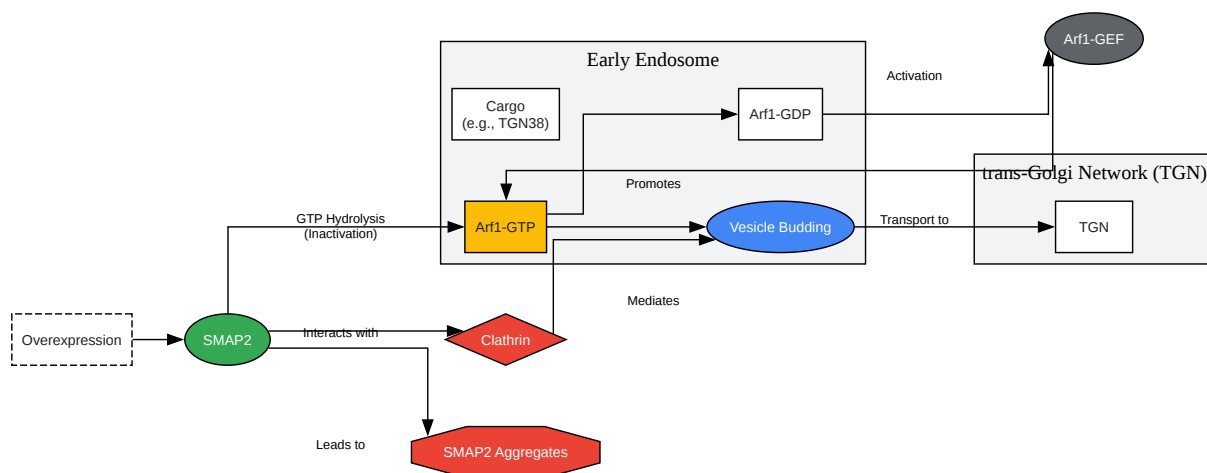 Arf1-GEF
Early Endosome
Activation
Cargo
(e.g., TGN38)
Arf1-GDP
trans-Golgi Network (TGN)
Promotes
GTP Hydrolysis
(Inactivation)
Arf1-GTP
Vesicle Budding
Transport to
TGN
Mediates
Overexpression
SMAP2
Interacts with
Clathrin
Leads to
SMAP2 Aggregates